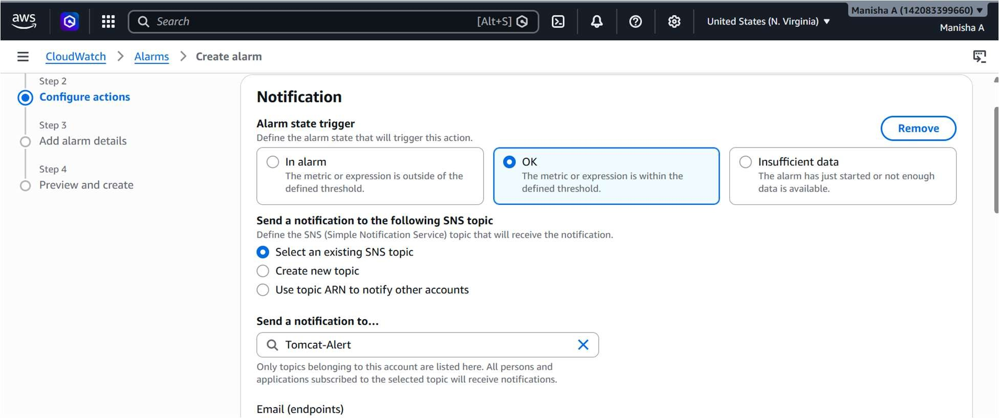 aws
Search
[Alt+S]
United States (N. Virginia)
Manisha A (142083399660)
Manisha A
CloudWatch
Alarms
Create alarm
Step 2
Configure actions
Step 3
Add alarm details
Step 4
Preview and create
Notification
Alarm state trigger
Define the alarm state that will trigger this action.
Remove
In alarm
The metric or expression is outside of the
defined threshold.
OK
The metric or expression is within the
defined threshold.
Insufficient data
The alarm has just started or not enough
data is available.
Send a notification to the following SNS topic
Define the SNS (Simple Notification Service) topic that will receive the notification.
Select an existing SNS topic
Create new topic
Use topic ARN to notify other accounts
Send a notification to…
Tomcat-Alert
Only topics belonging to this account are listed here. All persons and
applications subscribed to the selected topic will receive notifications.
Email (endpoints)